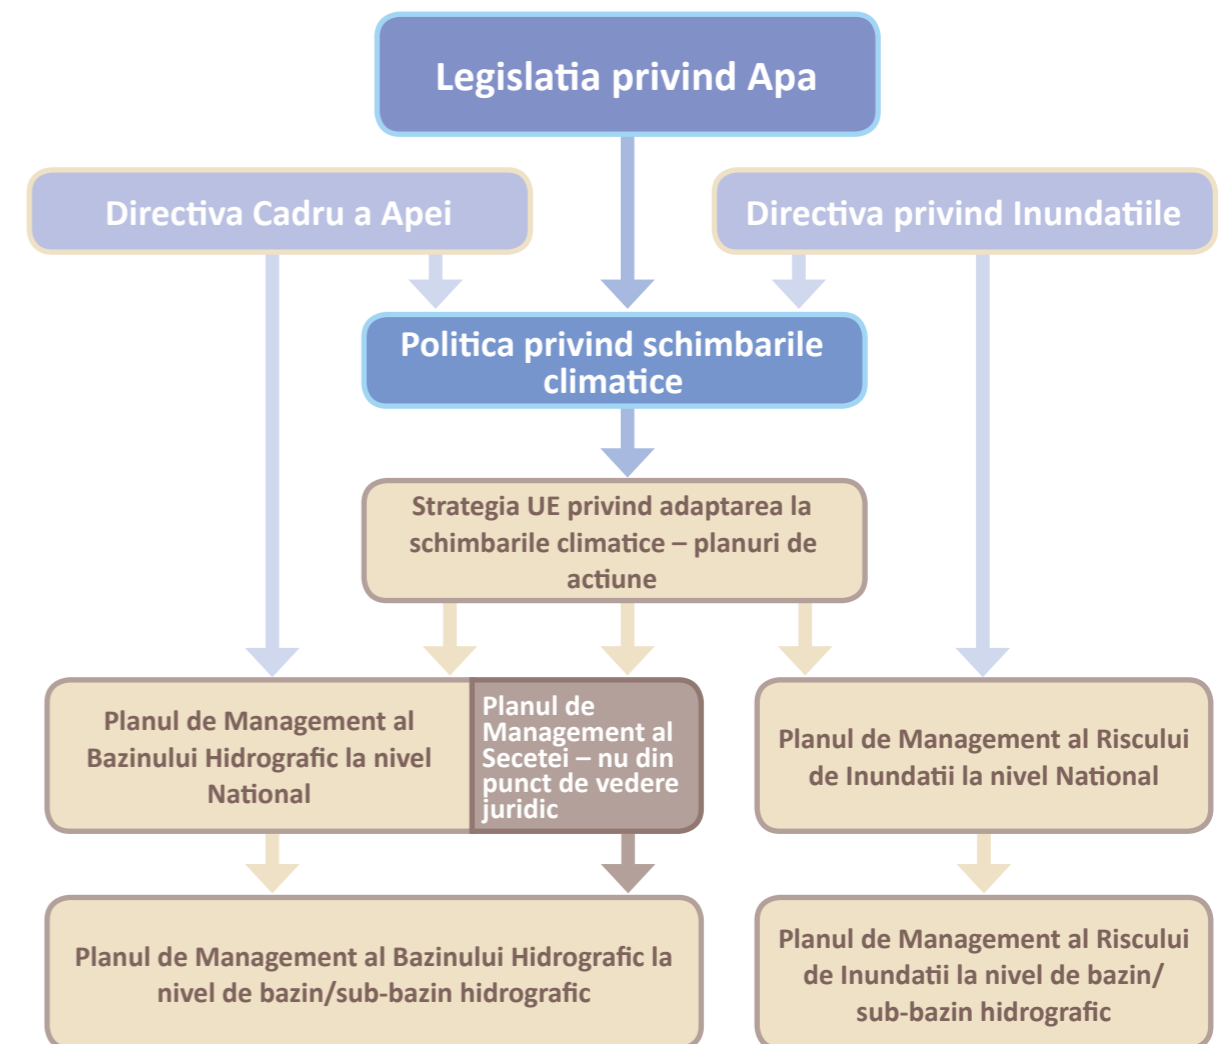 Legislatia privind Apa
Directiva Cadru a Apei
Directiva privind Inundatiile
Politica privind schimbarile
climatice
Strategia UE privind adaptarea la
schimbarile climatice – planuri de
actiune
Planul de Management al
Bazinului Hidrografic la nivel
National
Planul de
Management al
Secetei – nu din
punct de vedere
juridic
Planul de Management al Riscului
de Inundatii la nivel National
Planul de Management al Bazinului Hidrografic la
nivel de bazin/sub-bazin hidrografic
Planul de Management al Riscului
de Inundatii la nivel de bazin/
sub-bazin hidrografic